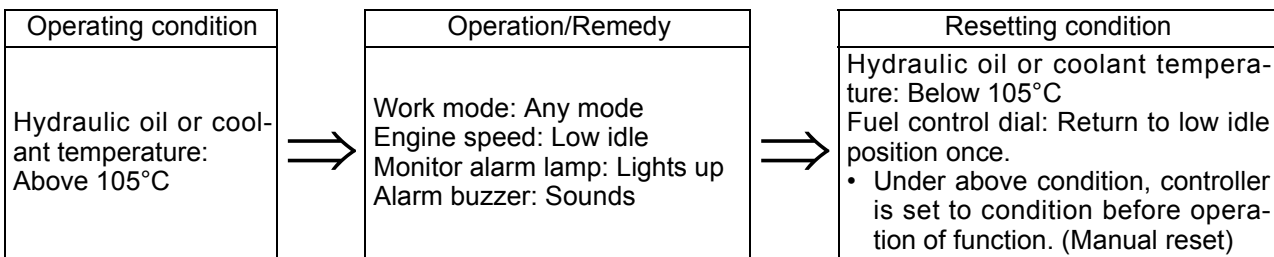 Operating condition
Hydraulic oil or cool-
ant temperature:
Above 105°C
Operation/Remedy
Work mode: Any mode
Engine speed: Low idle
Monitor alarm lamp: Lights up
Alarm buzzer: Sounds
Resetting condition
Hydraulic oil or coolant tempera-
ture: Below 105°C
Fuel control dial: Return to low idle
position once.
• Under above condition, controller
is set to condition before opera-
tion of function. (Manual reset)